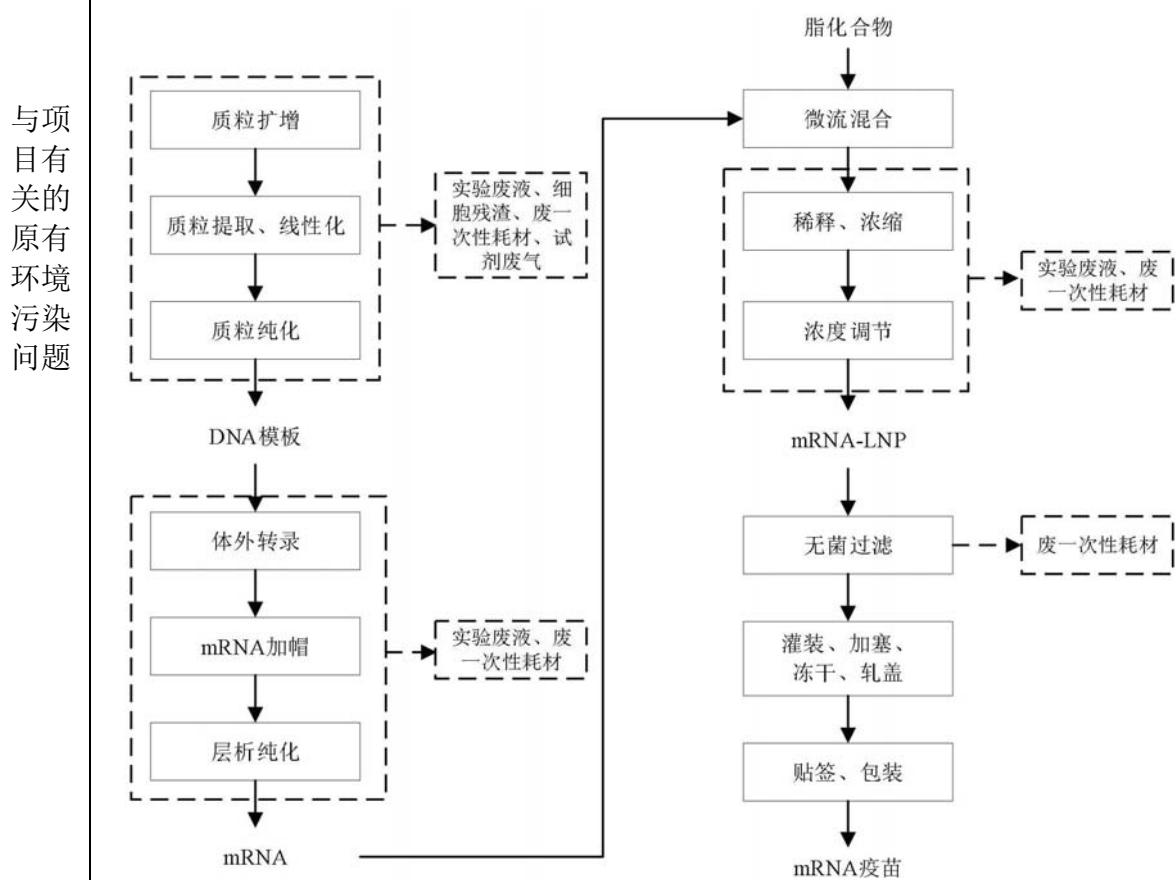 与项
目有
关的
原有
环境
污染
问题
质粒扩增
质粒提取、线性化
质粒纯化
实验废液、细
胞残渣、废一
次性耗材、试
剂废气
DNA模板
体外转录
mRNA加帽
层析纯化
实验废液、废
一次性耗材
mRNA
脂化合物
微流混合
稀释、浓缩
浓度调节
实验废液、废
一次性耗材
mRNA-LNP
无菌过滤
废一次性耗材
灌装、加塞、
冻干、轧盖
贴签、包装
mRNA疫苗